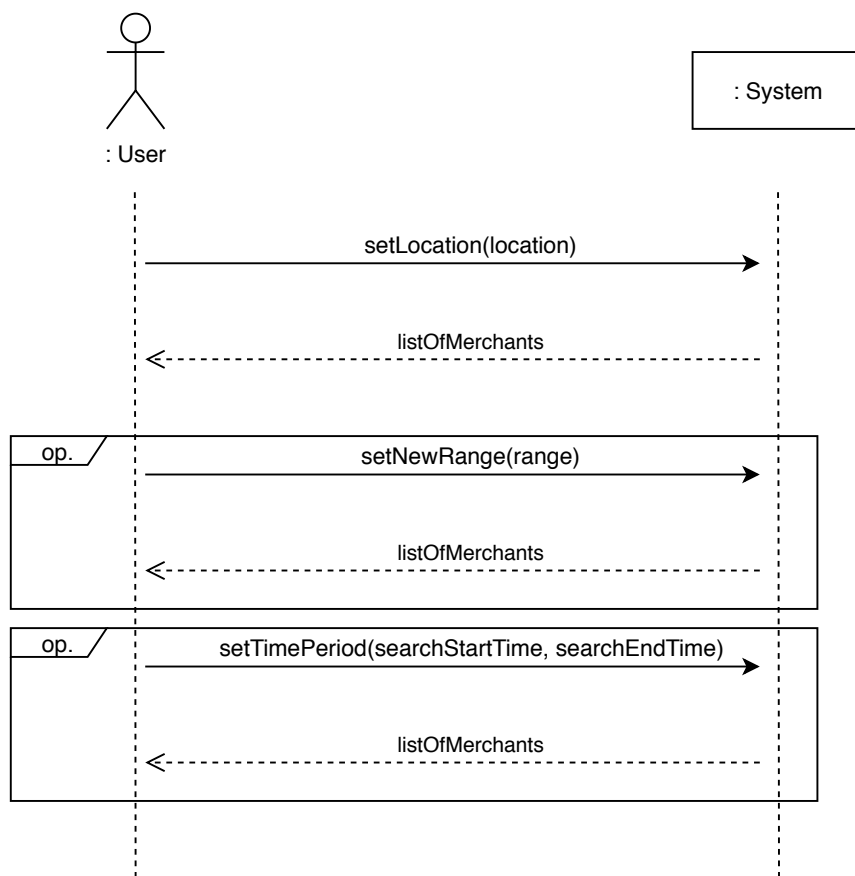 : User
: System
setLocation(location)
listOfMerchants
op.
setNewRange(range)
listOfMerchants
op.
setTimePeriod(searchStartTime, searchEndTime)
listOfMerchants